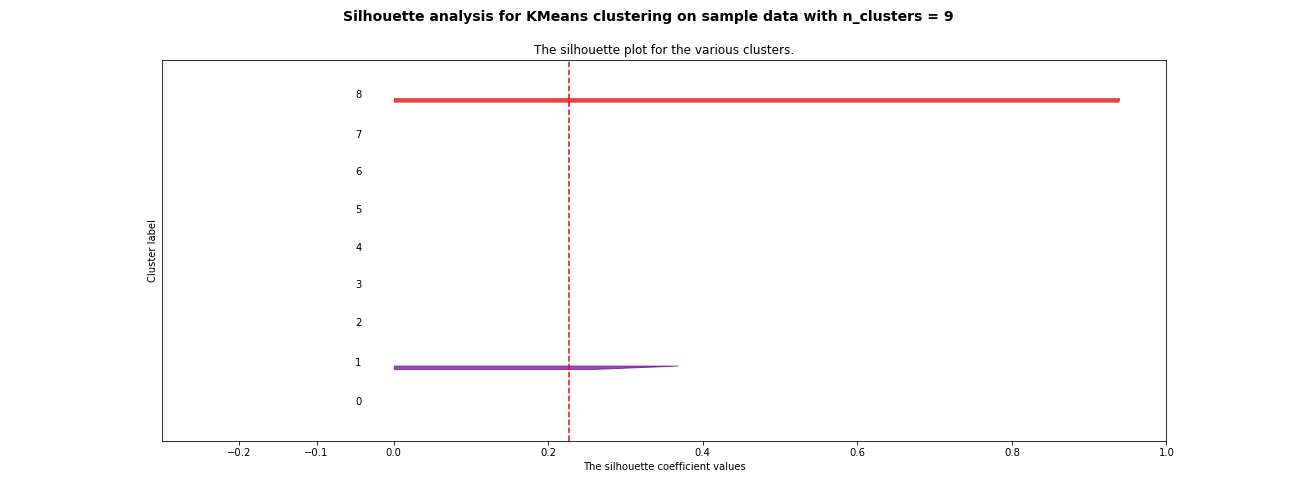 Silhouette analysis for KMeans clustering on sample data with n_clusters = 9
The silhouette plot for the various clusters.
8
7
6
5
4
3
2
1
0
Cluster label
−0.2 −0.1 0.0 0.2 0.4 0.6 0.8 1.0
The silhouette coefficient values